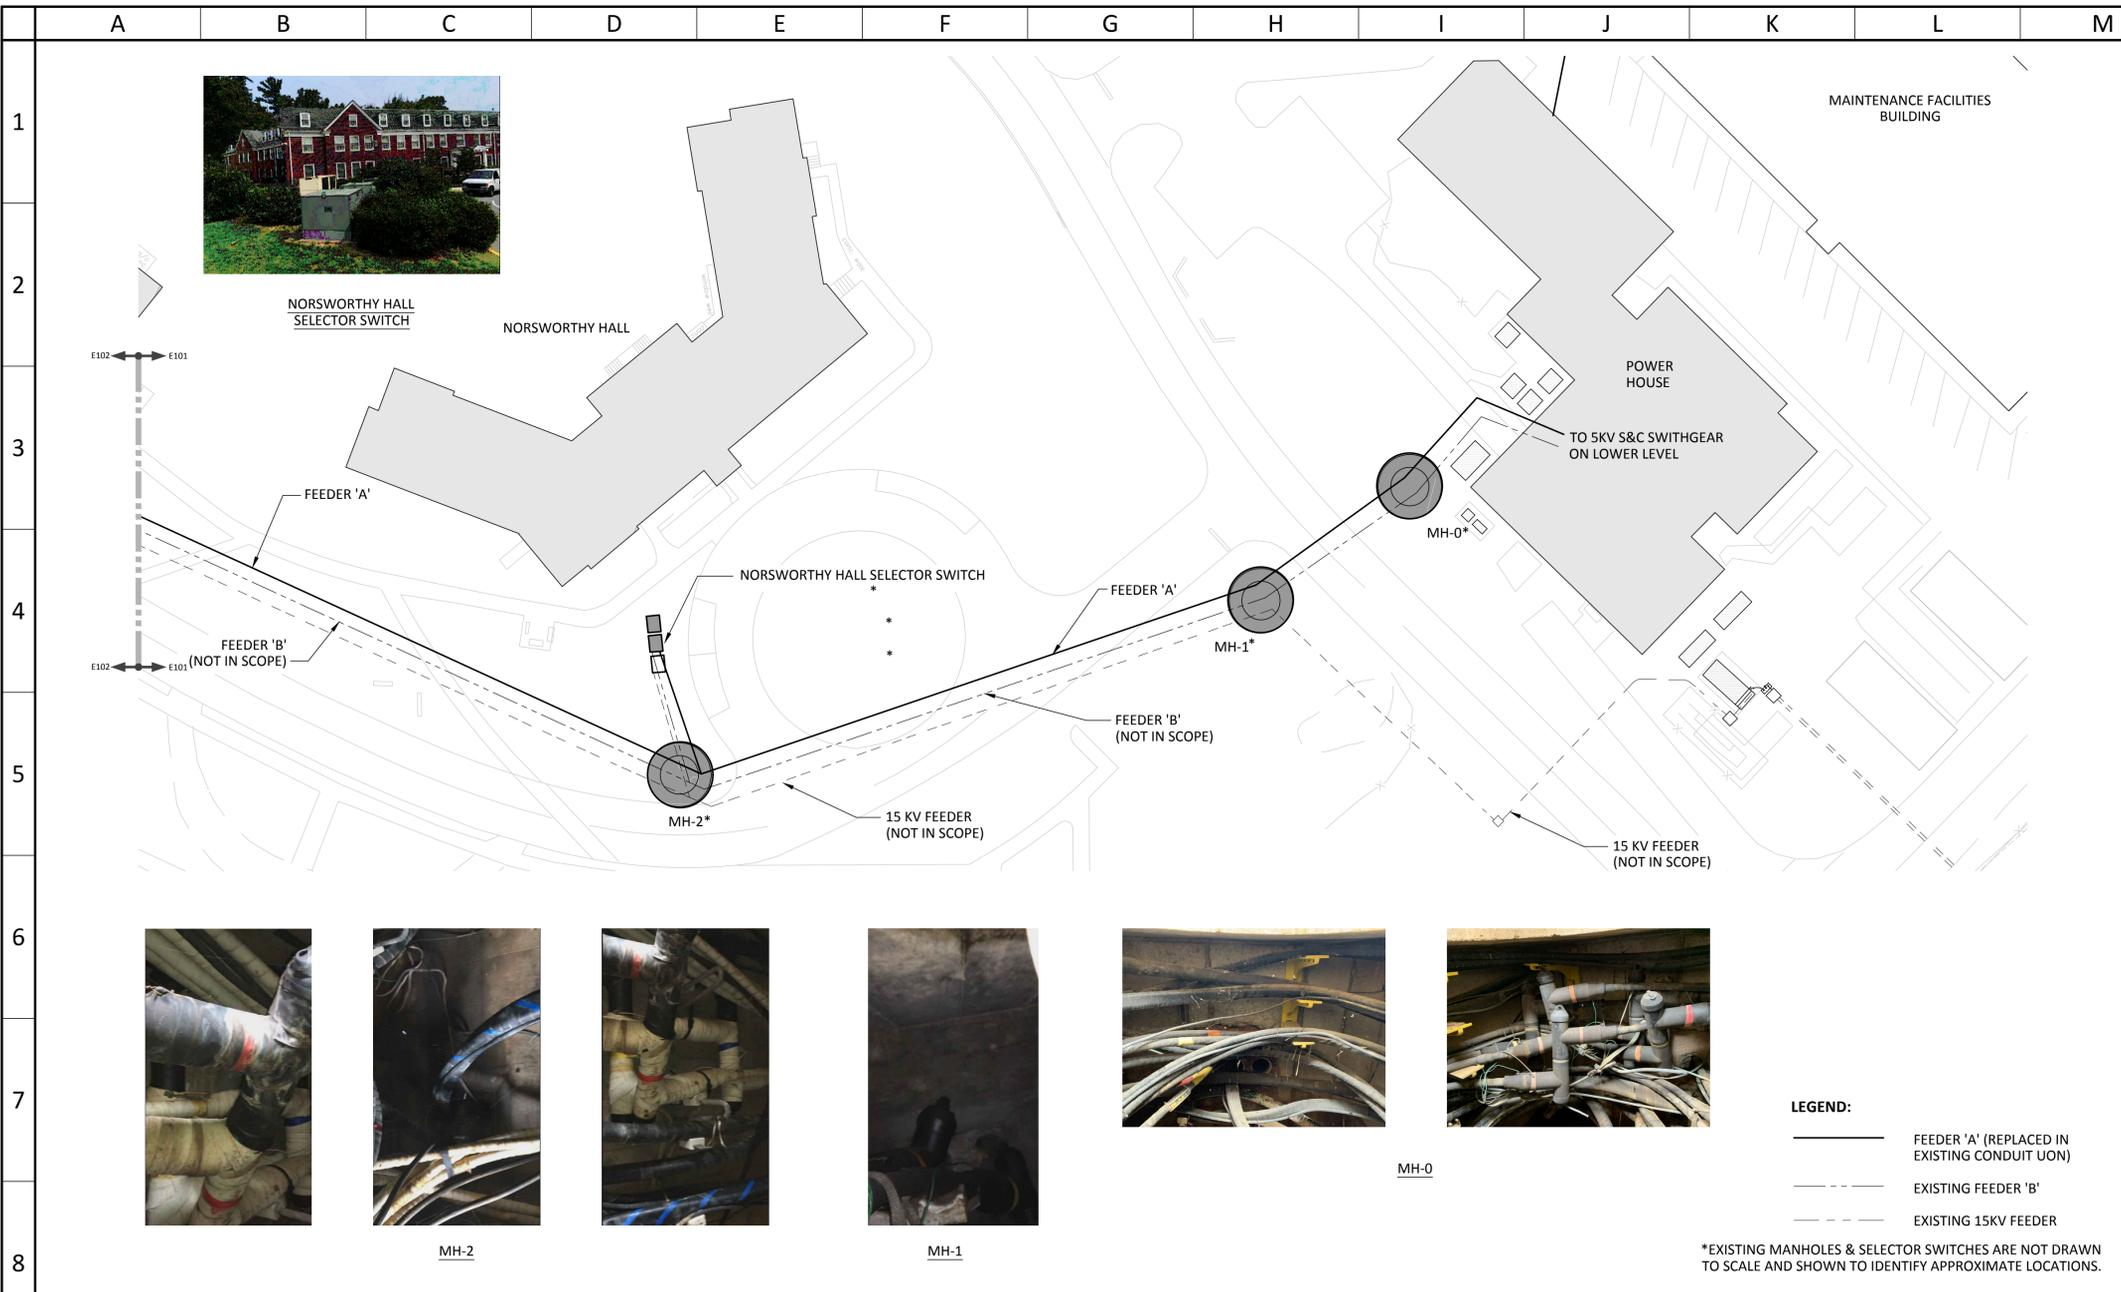 A B C D E F G H I J K L M
1
2
3
4
5
6
7
8
MAINTENANCE FACILITIES
BUILDING
NORSWORTHY HALL
SELECTOR SWITCH
NORSWORTHY HALL
E102
E101
POWER
HOUSE
TO 5KV S&C SWITHGEAR
ON LOWER LEVEL
FEEDER 'A'
MH-0*
NORSWORTHY HALL SELECTOR SWITCH
*
*
*
FEEDER 'A'
MH-1*
FEEDER 'B'
(NOT IN SCOPE)
E102
E101
FEEDER 'B'
(NOT IN SCOPE)
MH-2*
15 KV FEEDER
(NOT IN SCOPE)
15 KV FEEDER
(NOT IN SCOPE)
MH-2
MH-1
MH-0
LEGEND:
FEEDER 'A' (REPLACED IN
EXISTING CONDUIT UON)
EXISTING FEEDER 'B'
EXISTING 15KV FEEDER
*EXISTING MANHOLES & SELECTOR SWITCHES ARE NOT DRAWN
TO SCALE AND SHOWN TO IDENTIFY APPROXIMATE LOCATIONS.